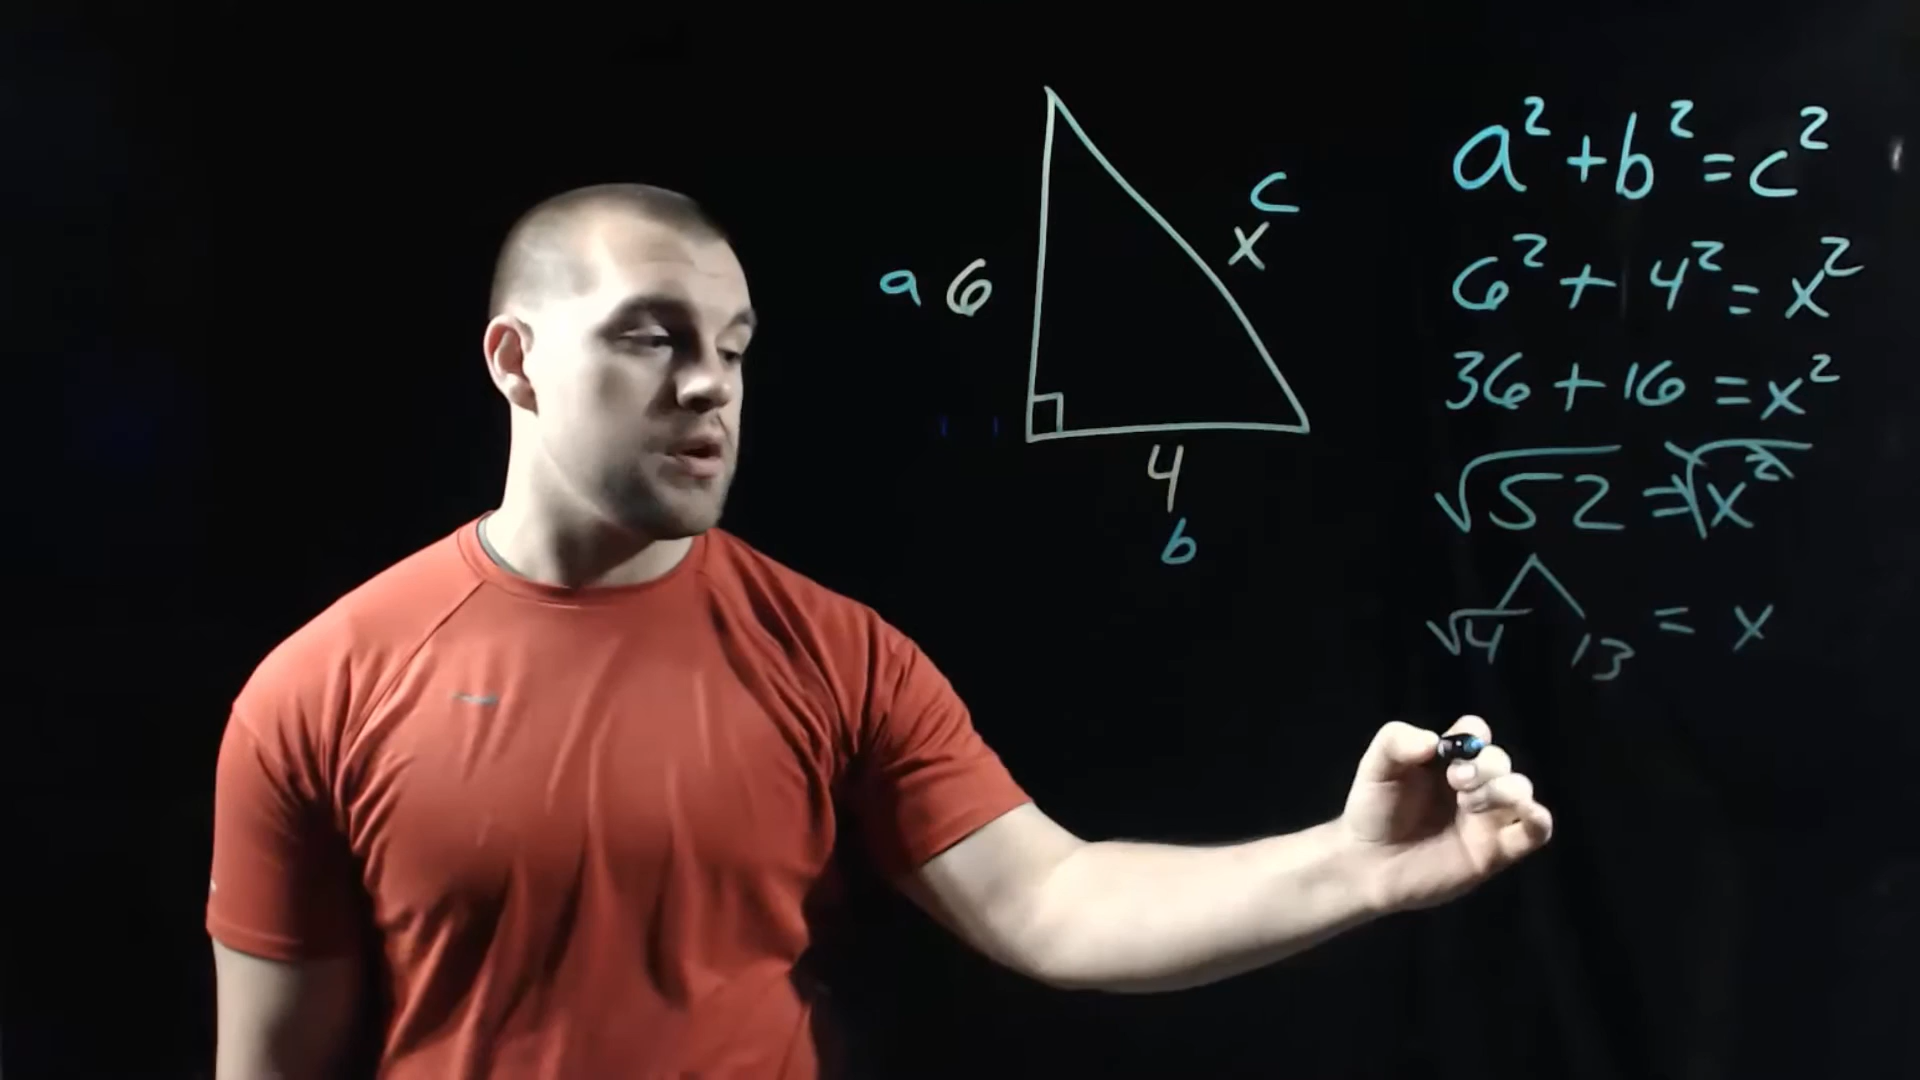 a² + b² = c²
c
6² + 4² = x²
x
a 6
36 + 16 = x²
4
√52 = √x²
b
√4 13 = x